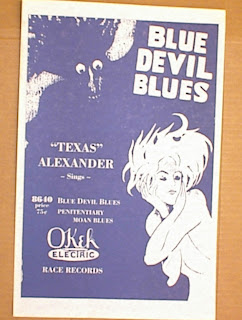 BLUE
DEVIL
BLUES
"TEXAS"
ALEXANDER
~ Sings ~
8640 BLUE DEVIL BLUES
price PENITENTIARY
75¢ MOAN BLUES
OKeh
ELECTRIC
RACE RECORDS